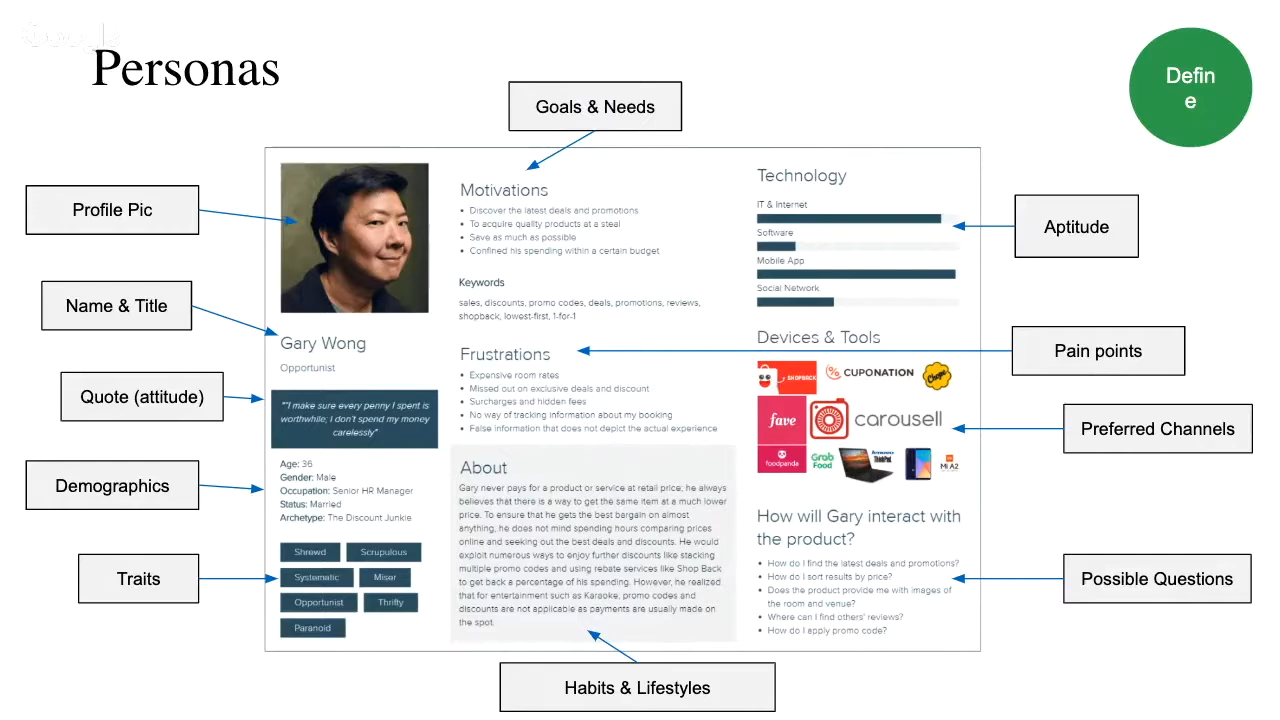 Google
Personas
Defin
e
Goals & Needs
Profile Pic
Name & Title
Quote (attitude)
Demographics
Traits
Gary Wong
Opportunist
""I make sure every penny I spent is
worthwhile; I don't spend my money
carelessly"
Age: 36
Gender: Male
Occupation: Senior HR Manager
Status: Married
Archetype: The Discount Junkie
Shrewd
Scrupulous
Systematic
Miser
Opportunist
Thrifty
Paranoid
Motivations
• Discover the latest deals and promotions
• To acquire quality products at a steal
• Save as much as possible
• Confined his spending within a certain budget
Keywords
sales, discounts, promo codes, deals, promotions, reviews,
shopback, lowest-first, 1-for-1
Frustrations
• Expensive room rates
• Missed out on exclusive deals and discount
• Surcharges and hidden fees
• No way of tracking information about my booking
• False information that does not depict the actual experience
About
Gary never pays for a product or service at retail price; he always
believes that there is a way to get the same item at a much lower
price. To ensure that he gets the best bargain on almost
anything, he does not mind spending hours comparing prices
online and seeking out the best deals and discounts. He would
exploit numerous ways to enjoy further discounts like stacking
multiple promo codes and using rebate services like Shop Back
to get back a percentage of his spending. However, he realized
that for entertainment such as Karaoke, promo codes and
discounts are not applicable as payments are usually made on
the spot.
Habits & Lifestyles
Technology
IT & Internet
Software
Mobile App
Social Network
Devices & Tools
SHOPBACK
CUPONATION
Chope
fave
carousell
foodpanda
Grab
Food
Lenovo
ThinkPad
MI A2
How will Gary interact with
the product?
• How do I find the latest deals and promotions?
• How do I sort results by price?
• Does the product provide me with images of
the room and venue?
• Where can I find others' reviews?
• How do I apply promo code?
Aptitude
Pain points
Preferred Channels
Possible Questions